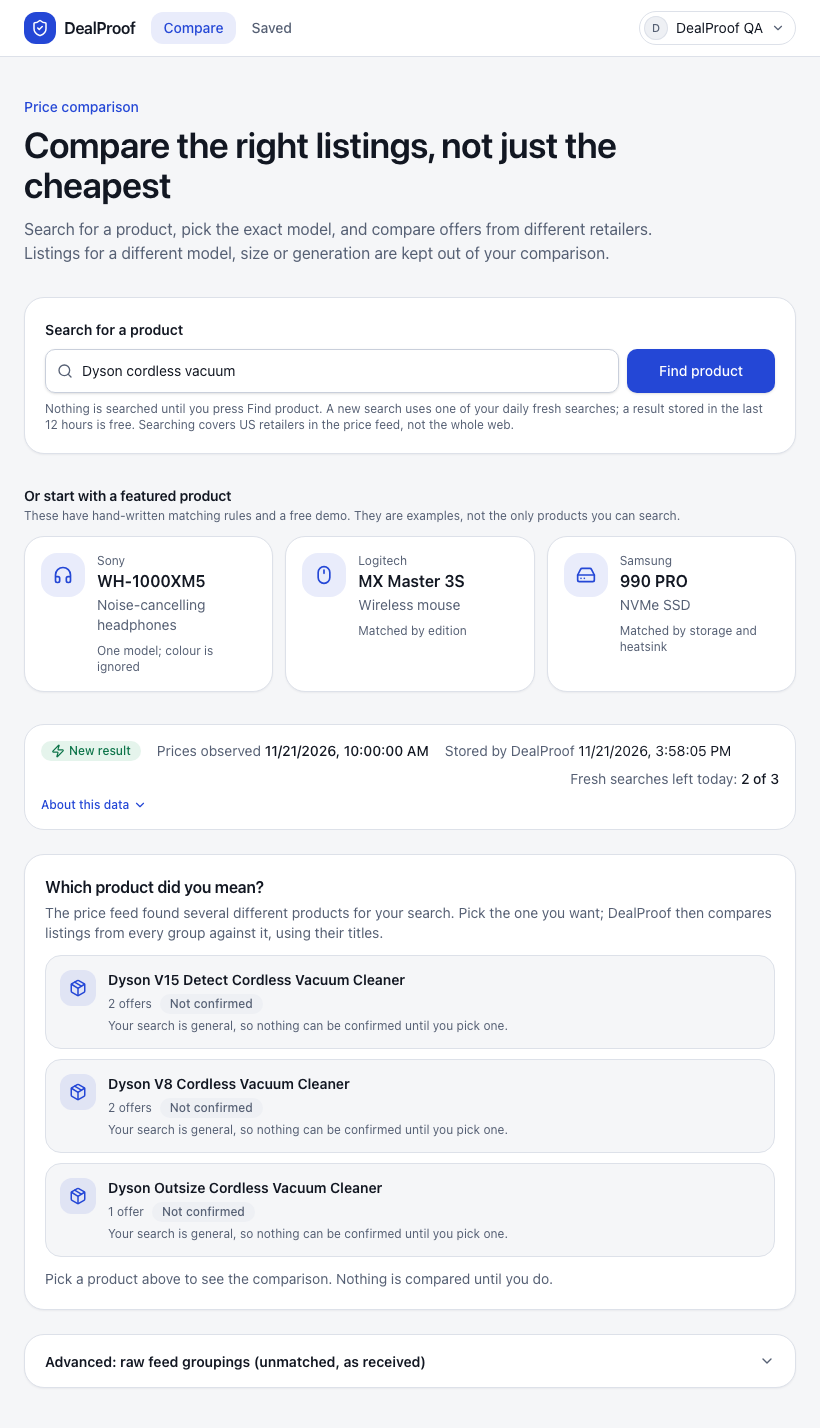 DealProof
Compare
Saved
D
DealProof QA
Price comparison
Compare the right listings, not just the
cheapest
Search for a product, pick the exact model, and compare offers from different retailers.
Listings for a different model, size or generation are kept out of your comparison.
Search for a product
Dyson cordless vacuum
Find product
Nothing is searched until you press Find product. A new search uses one of your daily fresh searches; a result stored in the last
12 hours is free. Searching covers US retailers in the price feed, not the whole web.
Or start with a featured product
These have hand-written matching rules and a free demo. They are examples, not the only products you can search.
Sony
WH-1000XM5
Noise-cancelling
headphones
One model; colour is
ignored
Logitech
MX Master 3S
Wireless mouse
Matched by edition
Samsung
990 PRO
NVMe SSD
Matched by storage and
heatsink
New result
Prices observed 11/21/2026, 10:00:00 AM
Stored by DealProof 11/21/2026, 3:58:05 PM
Fresh searches left today: 2 of 3
About this data
Which product did you mean?
The price feed found several different products for your search. Pick the one you want; DealProof then compares
listings from every group against it, using their titles.
Dyson V15 Detect Cordless Vacuum Cleaner
2 offers Not confirmed
Your search is general, so nothing can be confirmed until you pick one.
Dyson V8 Cordless Vacuum Cleaner
2 offers Not confirmed
Your search is general, so nothing can be confirmed until you pick one.
Dyson Outsize Cordless Vacuum Cleaner
1 offer Not confirmed
Your search is general, so nothing can be confirmed until you pick one.
Pick a product above to see the comparison. Nothing is compared until you do.
Advanced: raw feed groupings (unmatched, as received)